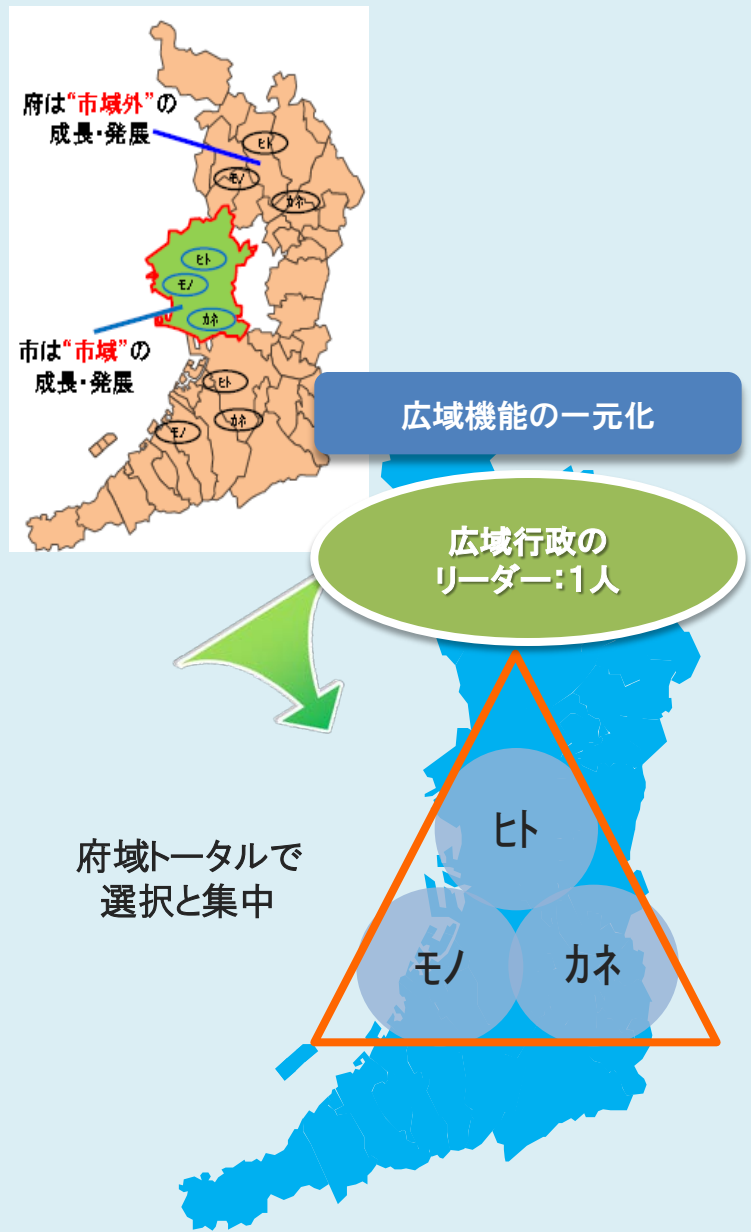 府は“市域外”の
成長・発展
ヒト
モノ
カネ
ヒト
モノ
カネ
市は“市域”の
成長・発展
ヒト
カネ
モノ
広域機能の一元化
広域行政の
リーダー：１人
府域トータルで
選択と集中
ヒト
モノ
カネ